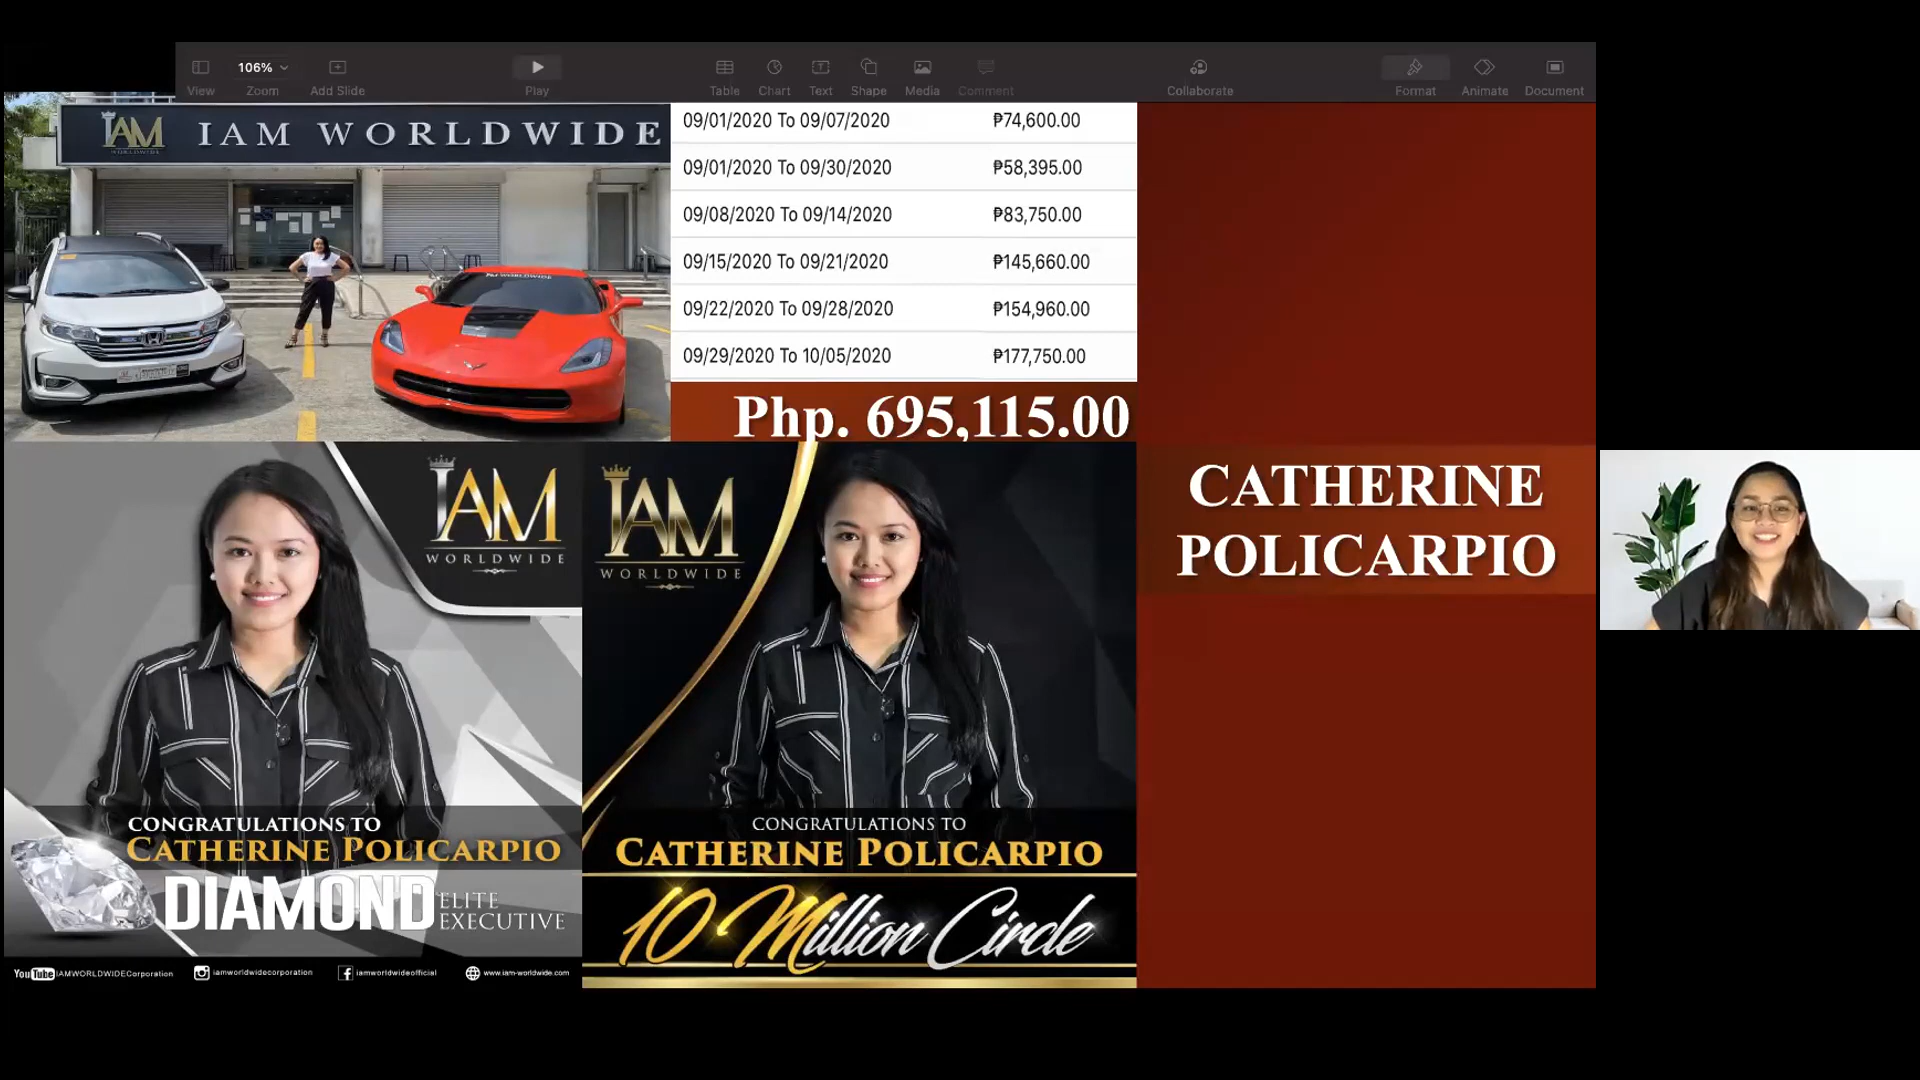 106%
View
Zoom
Add Slide
Play
Table
Chart
Text
Shape
Media
Comment
Collaborate
Format
Animate
Document
IAM
IAM WORLDWIDE
09/01/2020 To 09/07/2020 ₱74,600.00
09/01/2020 To 09/30/2020 ₱58,395.00
09/08/2020 To 09/14/2020 ₱83,750.00
09/15/2020 To 09/21/2020 ₱145,660.00
09/22/2020 To 09/28/2020 ₱154,960.00
09/29/2020 To 10/05/2020 ₱177,750.00
Php. 695,115.00
IAM
WORLDWIDE
CONGRATULATIONS TO
CATHERINE POLICARPIO
DIAMOND ELITE
EXECUTIVE
YouTube IAMWORLDWIDECorporation iamworldwidecorporation iamworldwideofficial www.iam-worldwide.com
IAM
WORLDWIDE
CONGRATULATIONS TO
CATHERINE POLICARPIO
10 Million Circle
CATHERINE
POLICARPIO